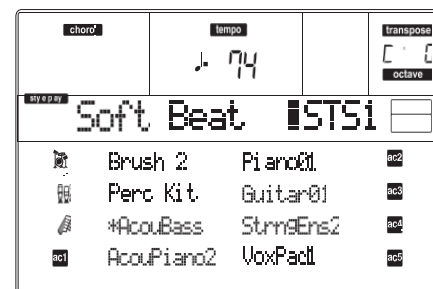 chord tempo transpose
♩. 74
octave
Soft Beat STS1
Brush 2 Piano01 ac2
Perc Kit Guitar01 ac3
*AcouBass StrngEns2 ac4
ac1 AcouPiano2 VoxPad1 ac5